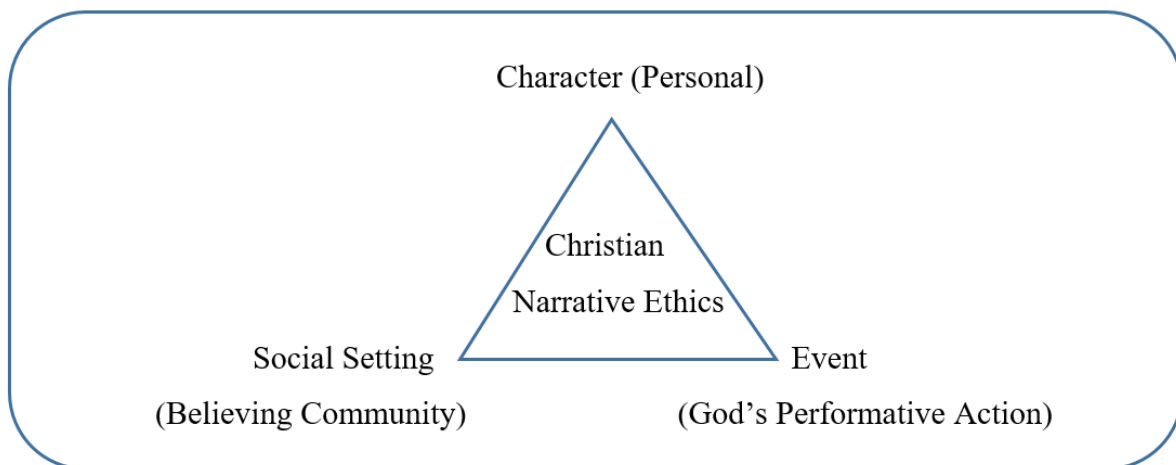 Character (Personal)
Christian
Narrative Ethics
Social Setting
Event
(Believing Community)
(God’s Performative Action)